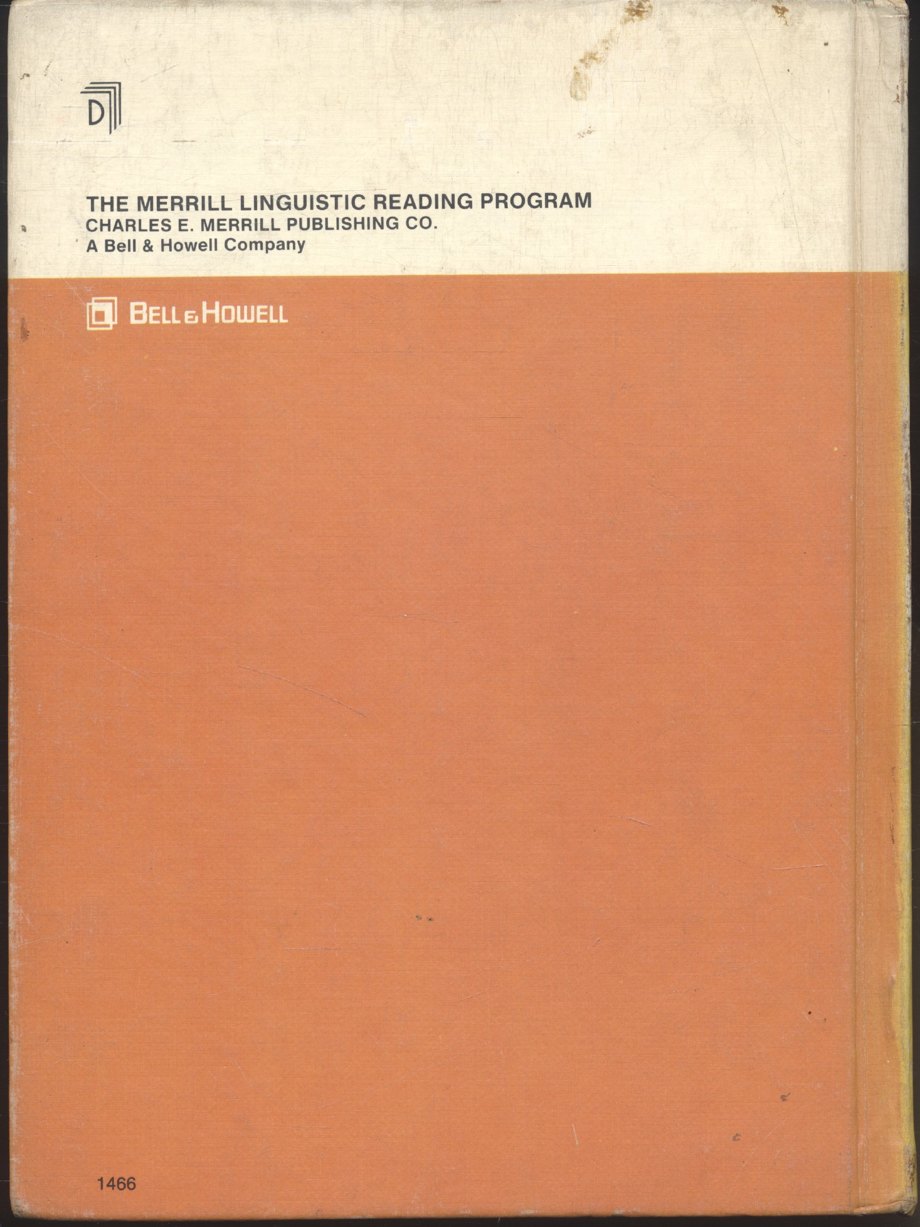 D
THE MERRILL LINGUISTIC READING PROGRAM
CHARLES E. MERRILL PUBLISHING CO.
A Bell & Howell Company
BELL & HOWELL
1466